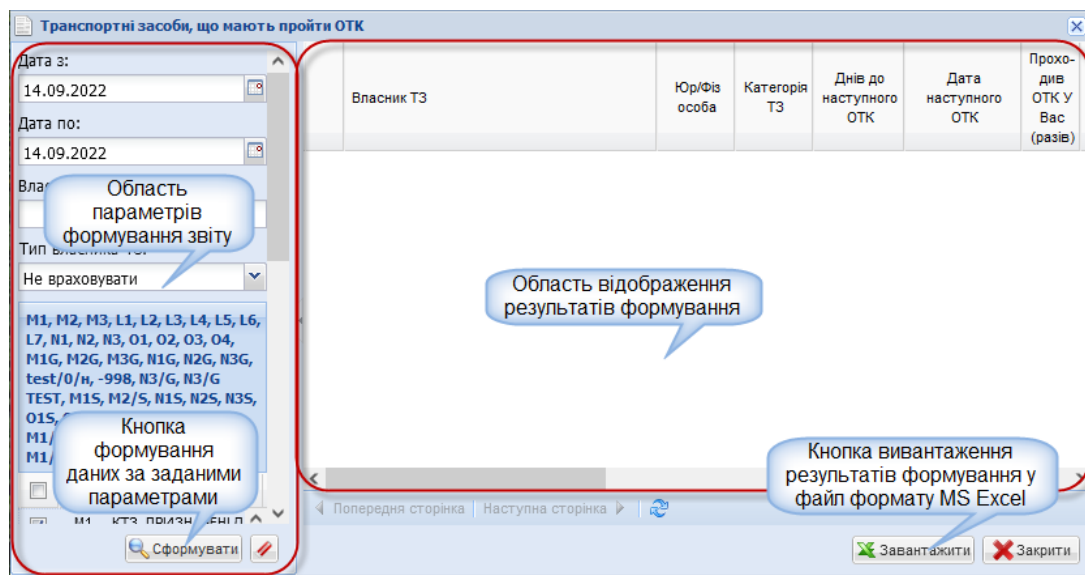 Транспортні засоби, що мають пройти ОТК
Дата з:
14.09.2022
Дата по:
14.09.2022
Область
параметрів
формування звіту
Не враховувати
M1, M2, M3, L1, L2, L3, L4, L5, L6,
L7, N1, N2, N3, O1, O2, O3, O4,
M1G, M2G, M3G, N1G, N2G, N3G,
test/0/н, -998, N3/G, N3/G
TEST, M1S, M2/S, N1S, N2S, N3S,
O1S,
M1/
M1/
Кнопка
формування
даних за заданими
параметрами
M1
Сформувати
Власник ТЗ
Юр/Фіз
особа
Категорія
ТЗ
Днів до
наступного
ОТК
Дата
наступного
ОТК
Прохо-
див
ОТК У
Вас
(разів)
Область відображення
результатів формування
Кнопка вивантаження
результатів формування у
файл формату MS Excel
Попередня сторінка
Наступна сторінка
Завантажити
Закрити